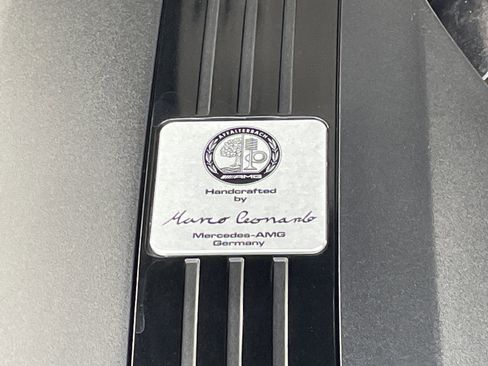 AFFALTERBACH
AMG
Handcrafted
by
Marco Leonardo
Mercedes-AMG
Germany